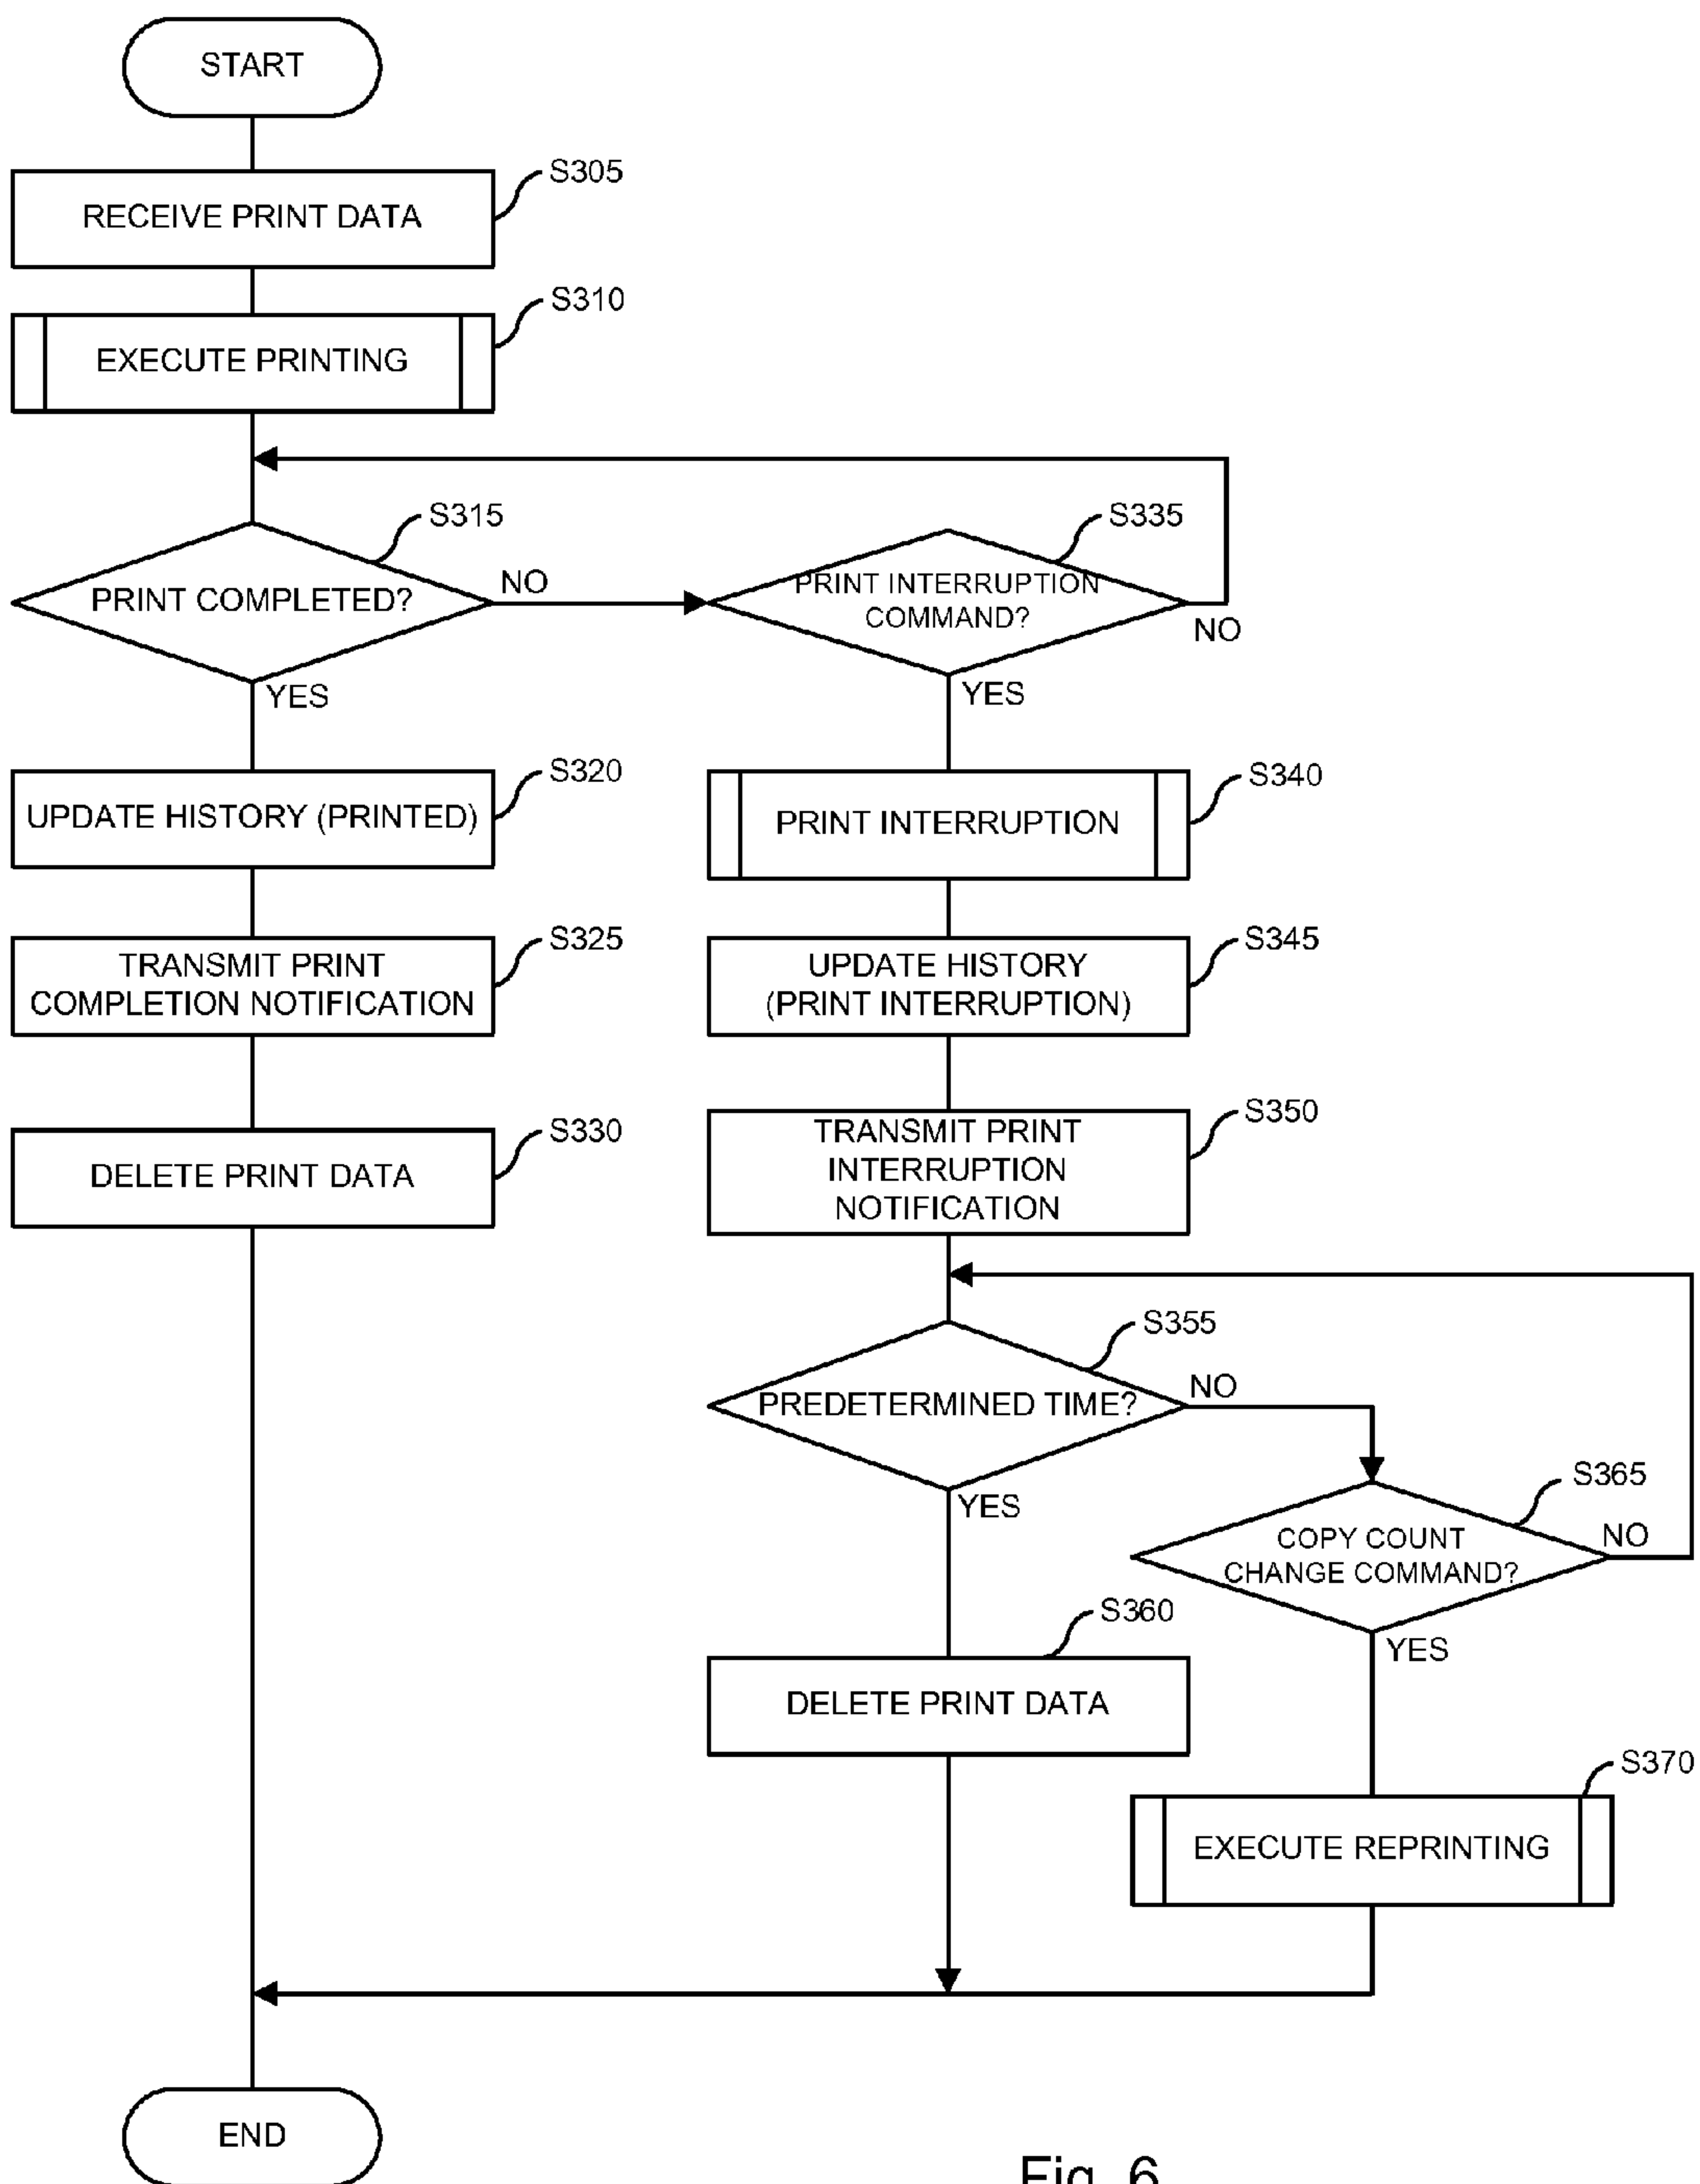 START
S305
RECEIVE PRINT DATA
S310
EXECUTE PRINTING
S315
PRINT COMPLETED?
NO
YES
S335
PRINT INTERRUPTION
COMMAND?
NO
YES
S320
UPDATE HISTORY (PRINTED)
S340
PRINT INTERRUPTION
S325
TRANSMIT PRINT
COMPLETION NOTIFICATION
S345
UPDATE HISTORY
(PRINT INTERRUPTION)
S330
DELETE PRINT DATA
S350
TRANSMIT PRINT
INTERRUPTION
NOTIFICATION
S355
PREDETERMINED TIME?
NO
YES
S365
COPY COUNT
CHANGE COMMAND?
NO
YES
S360
DELETE PRINT DATA
S370
EXECUTE REPRINTING
END
Fig. 6